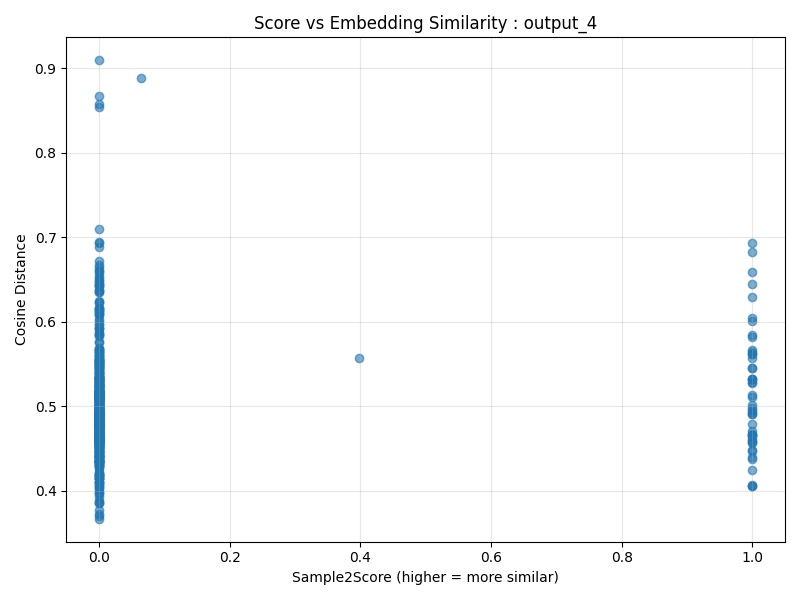 Score vs Embedding Similarity : output_4
0.9
0.8
0.7
0.6
0.5
0.4
Cosine Distance
0.0 0.2 0.4 0.6 0.8 1.0
Sample2Score (higher = more similar)